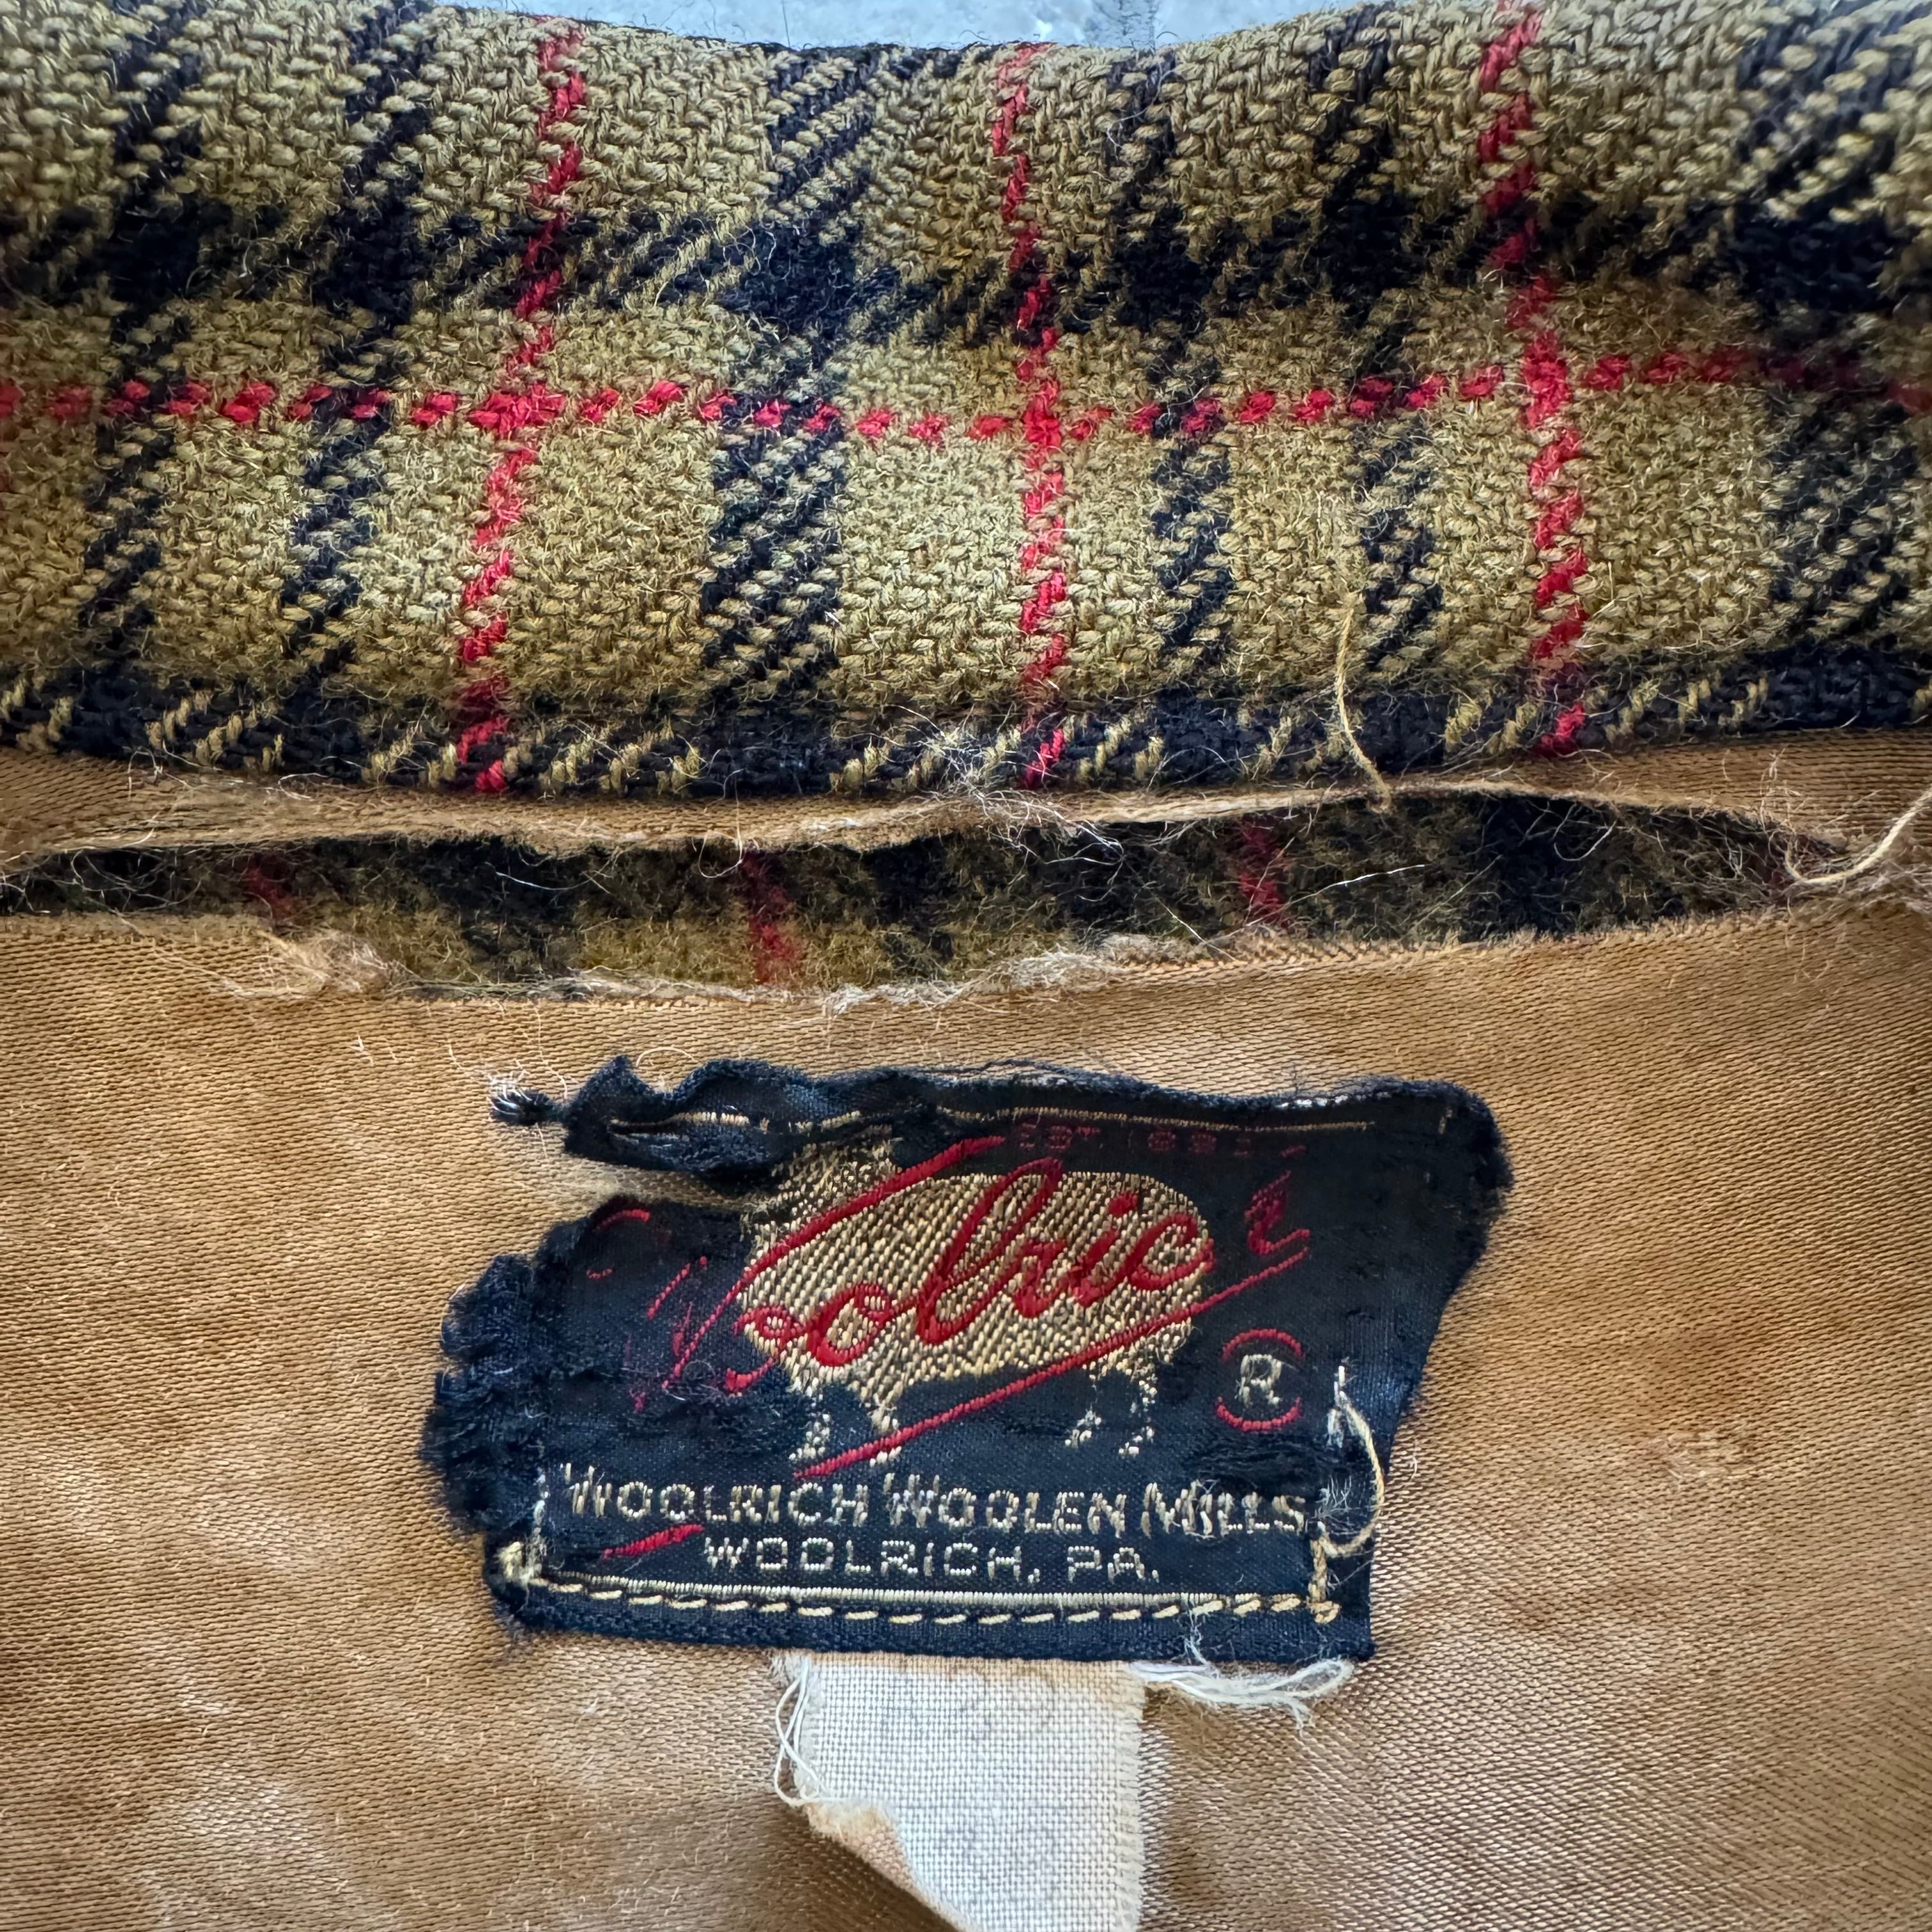 Woolrich
®
WOOLRICH WOOLEN MILLS
WOOLRICH, PA.